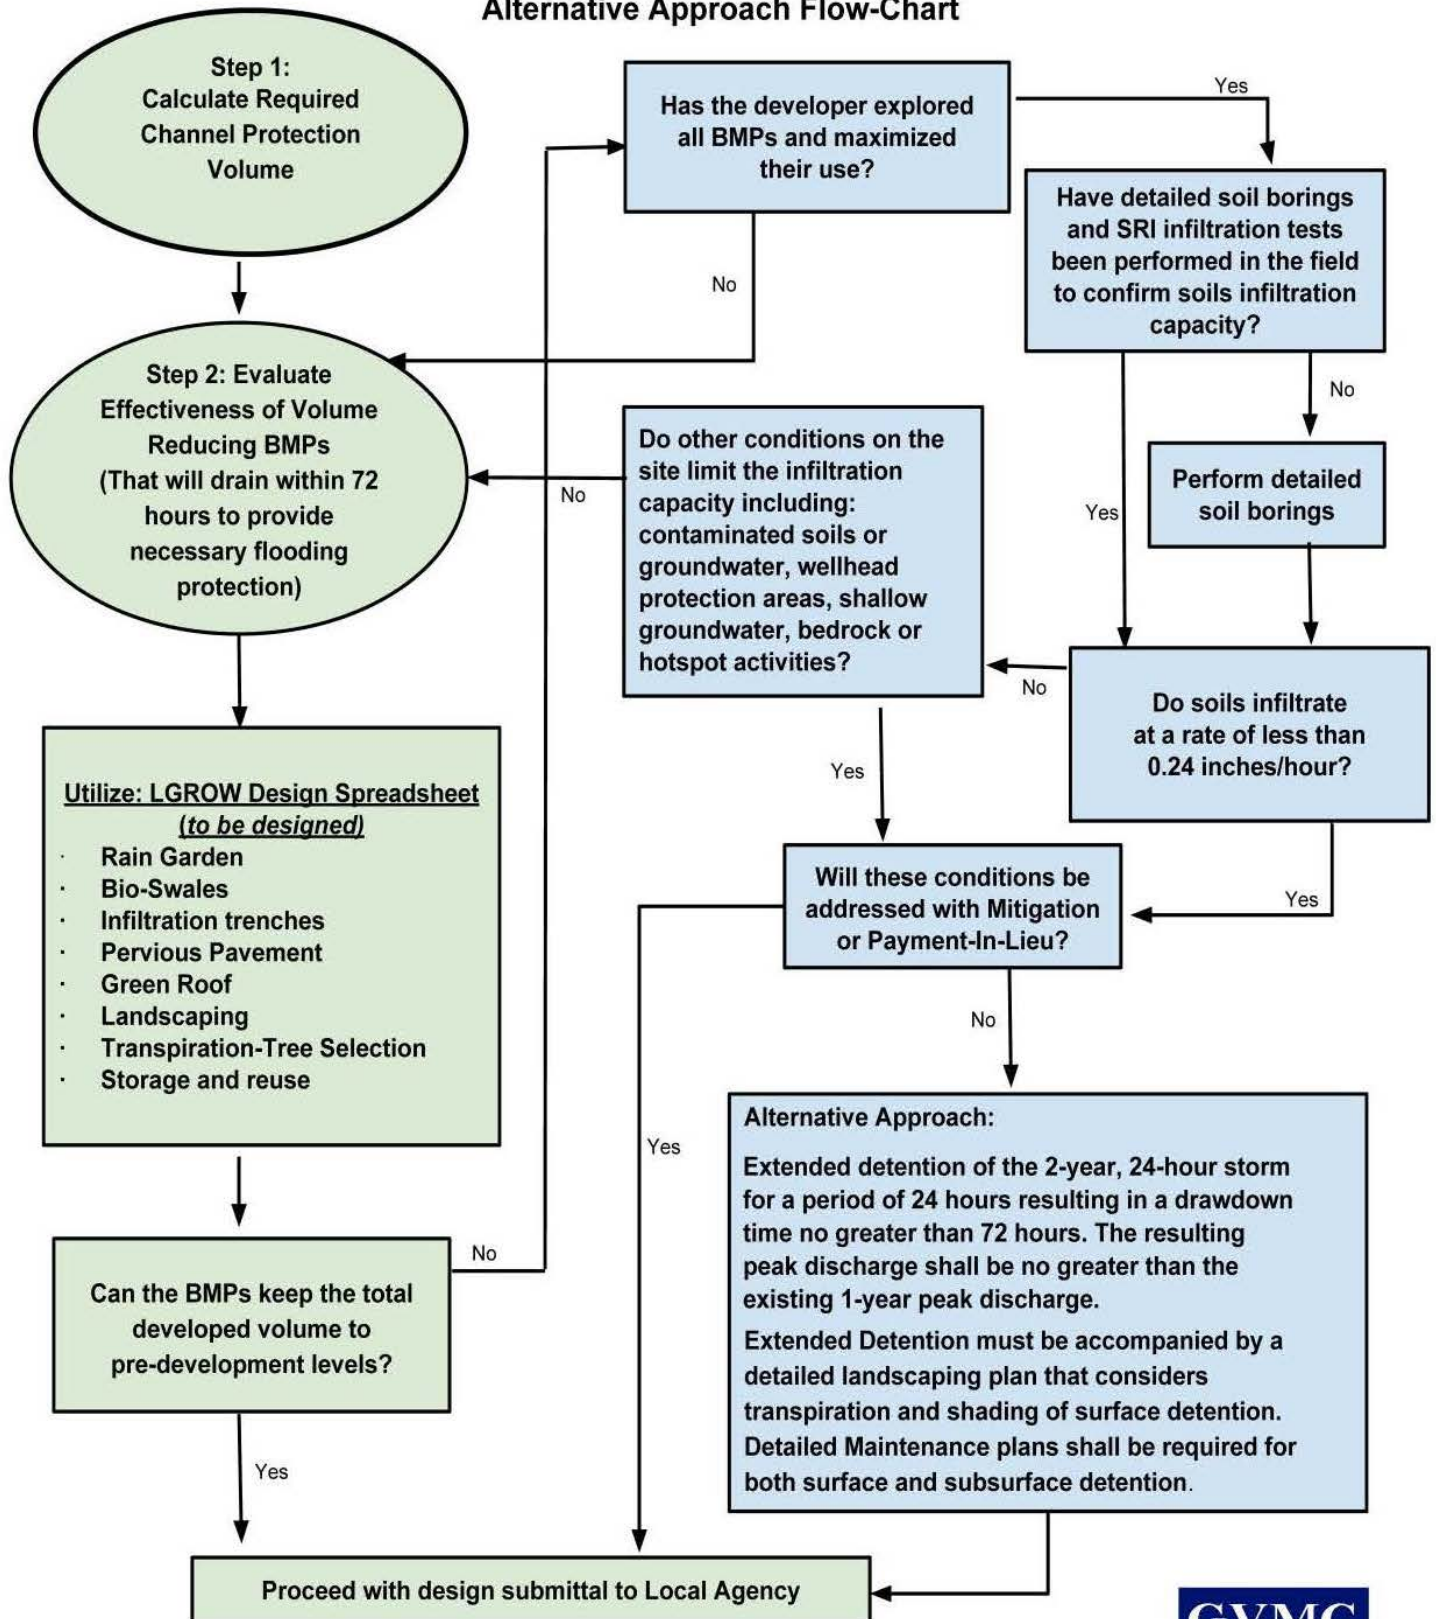 Alternative Approach Flow-Chart
Step 1:
Calculate Required
Channel Protection
Volume
Has the developer explored
all BMPs and maximized
their use?
Yes
Have detailed soil borings
and SRI infiltration tests
been performed in the field
to confirm soils infiltration
capacity?
No
No
Step 2: Evaluate
Effectiveness of Volume
Reducing BMPs
(That will drain within 72
hours to provide
necessary flooding
protection)
No
Do other conditions on the
site limit the infiltration
capacity including:
contaminated soils or
groundwater, wellhead
protection areas, shallow
groundwater, bedrock or
hotspot activities?
Yes
Perform detailed
soil borings
No
Do soils infiltrate
at a rate of less than
0.24 inches/hour?
Yes
Yes
Utilize: LGROW Design Spreadsheet
(to be designed)
· Rain Garden
· Bio-Swales
· Infiltration trenches
· Pervious Pavement
· Green Roof
· Landscaping
· Transpiration-Tree Selection
· Storage and reuse
Will these conditions be
addressed with Mitigation
or Payment-In-Lieu?
No
Yes
Alternative Approach:
Extended detention of the 2-year, 24-hour storm
for a period of 24 hours resulting in a drawdown
time no greater than 72 hours. The resulting
peak discharge shall be no greater than the
existing 1-year peak discharge.
Extended Detention must be accompanied by a
detailed landscaping plan that considers
transpiration and shading of surface detention.
Detailed Maintenance plans shall be required for
both surface and subsurface detention.
No
Can the BMPs keep the total
developed volume to
pre-development levels?
Yes
Proceed with design submittal to Local Agency
GVMC